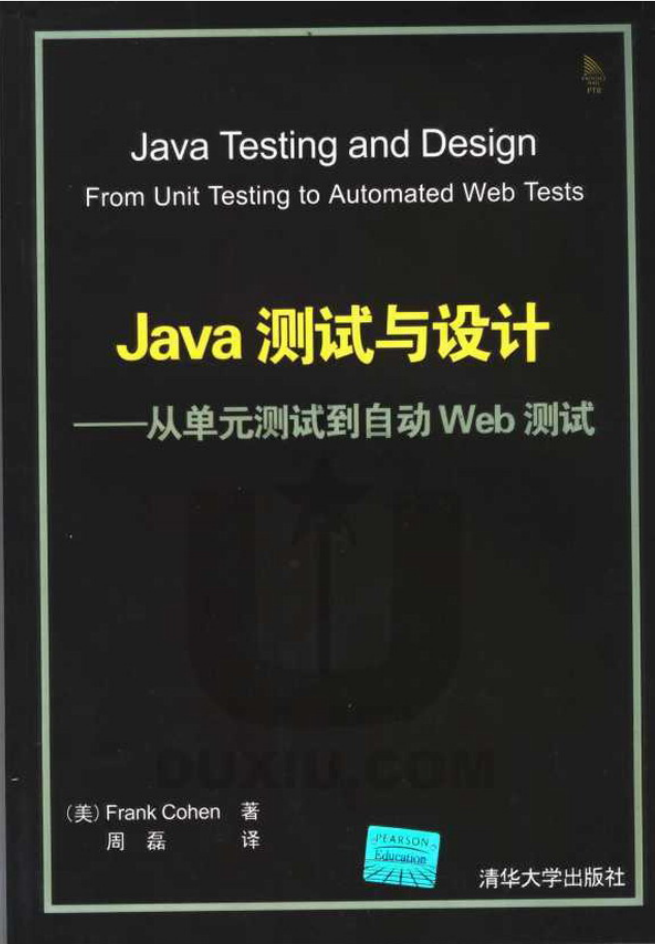 PTR
Java Testing and Design
From Unit Testing to Automated Web Tests
Java 测试与设计
——从单元测试到自动 Web 测试
DUXIU.COM
(美) Frank Cohen 著
周 磊 译
PEARSON
Education
清华大学出版社